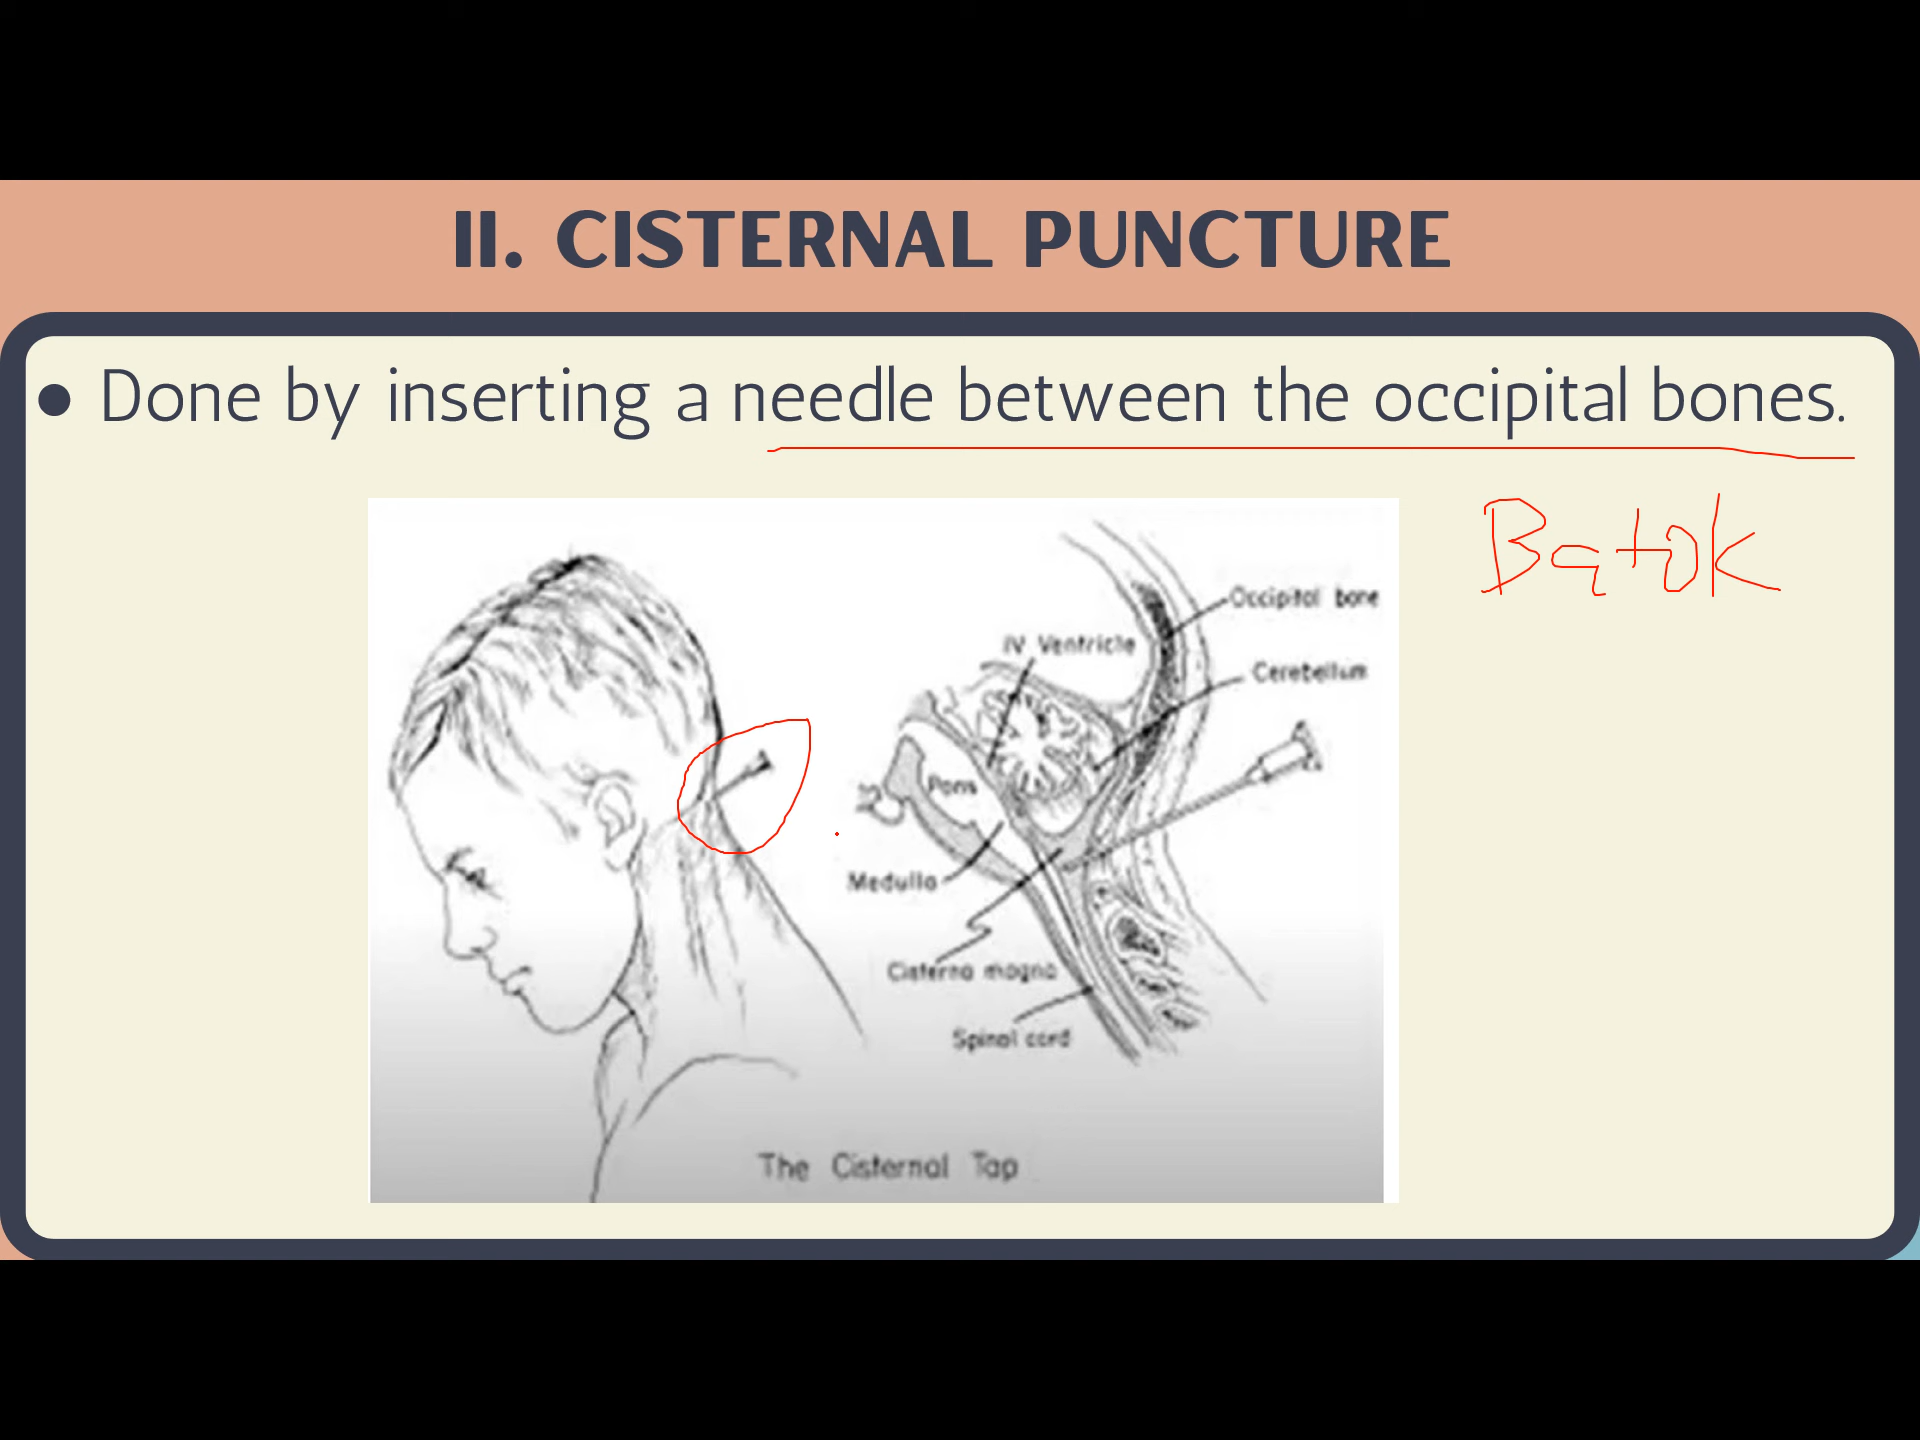 II. CISTERNAL PUNCTURE
● Done by inserting a needle between the occipital bones.
Batok
Occipital bone
IV Ventricle
Cerebellum
Pons
Medulla
Cisterna magna
Spinal cord
The Cisternal Tap